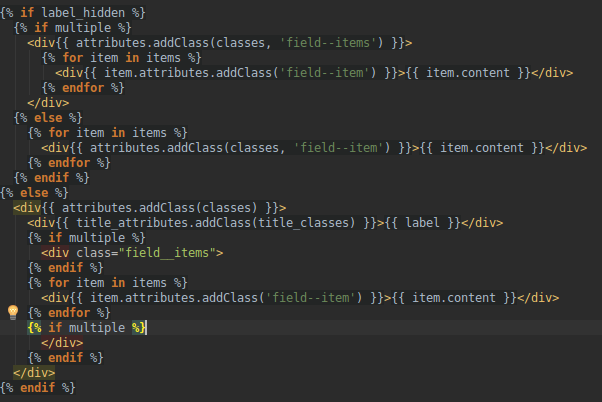 {% if label_hidden %}
{% if multiple %}
<div{{ attributes.addClass(classes, 'field--items') }}>
{% for item in items %}
<div{{ item.attributes.addClass('field--item') }}>{{ item.content }}</div>
{% endfor %}
</div>
{% else %}
{% for item in items %}
<div{{ attributes.addClass(classes, 'field--item') }}>{{ item.content }}</div>
{% endfor %}
{% endif %}
{% else %}
<div{{ attributes.addClass(classes) }}>
<div{{ title_attributes.addClass(title_classes) }}>{{ label }}</div>
{% if multiple %}
<div class="field__items">
{% endif %}
{% for item in items %}
<div{{ item.attributes.addClass('field--item') }}>{{ item.content }}</div>
{% endfor %}
{% if multiple %}
</div>
{% endif %}
</div>
{% endif %}